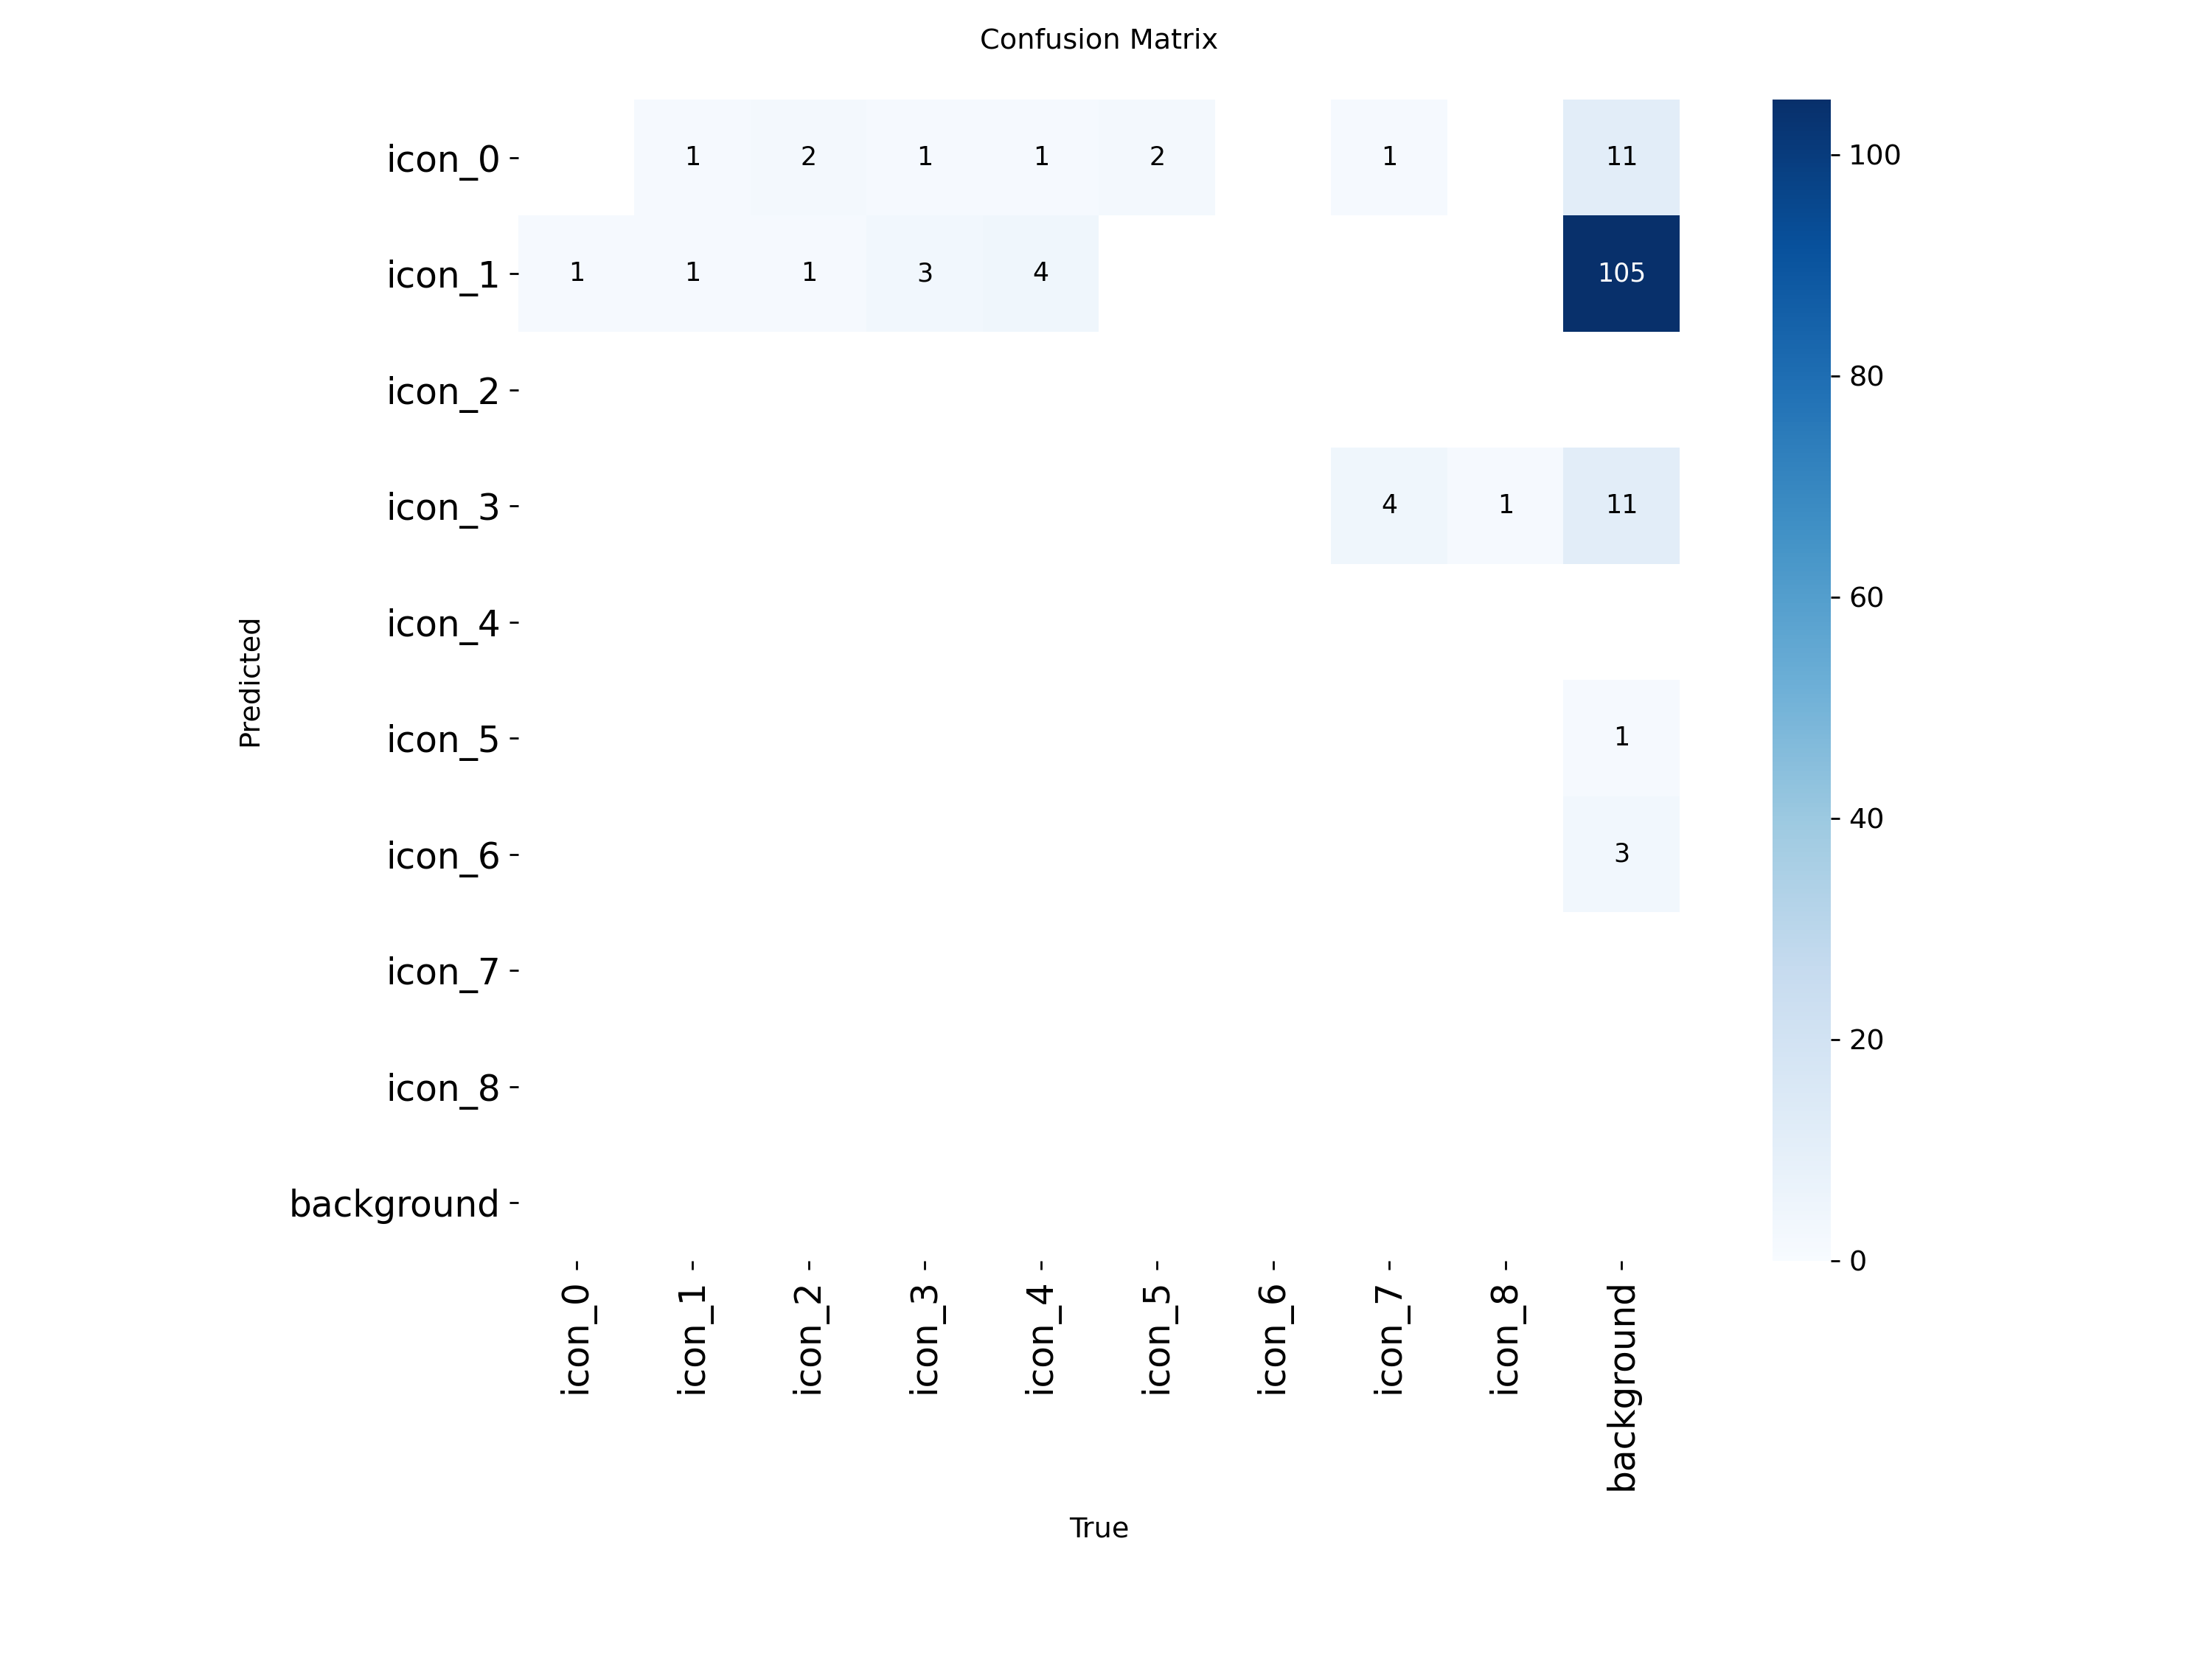 Confusion Matrix
icon_0 1 2 1 1 2 1 11
icon_1 1 1 1 3 4 105
icon_2
icon_3 4 1 11
icon_4
icon_5 1
icon_6 3
icon_7
icon_8
background
Predicted
icon_0 icon_1 icon_2 icon_3 icon_4 icon_5 icon_6 icon_7 icon_8 background
True
100
80
60
40
20
0